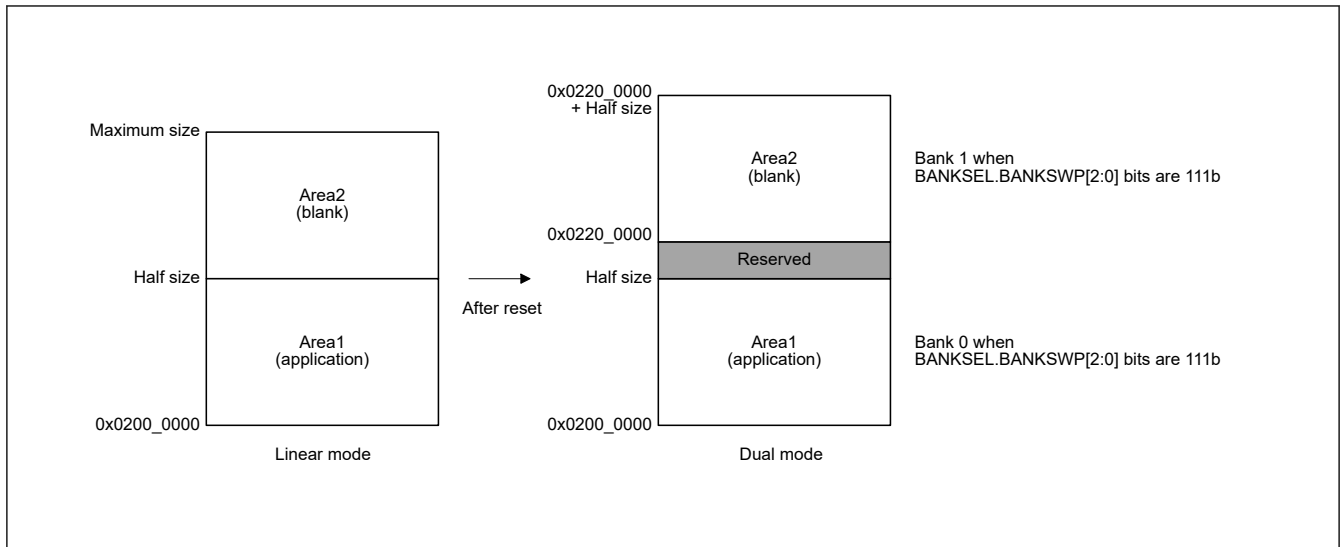 Maximum size
Area2
(blank)
Half size
Area1
(application)
0x0200_0000
Linear mode
After reset
0x0220_0000
+ Half size
Area2
(blank)
0x0220_0000
Reserved
Half size
Area1
(application)
0x0200_0000
Dual mode
Bank 1 when
BANKSEL.BANKSWP[2:0] bits are 111b
Bank 0 when
BANKSEL.BANKSWP[2:0] bits are 111b